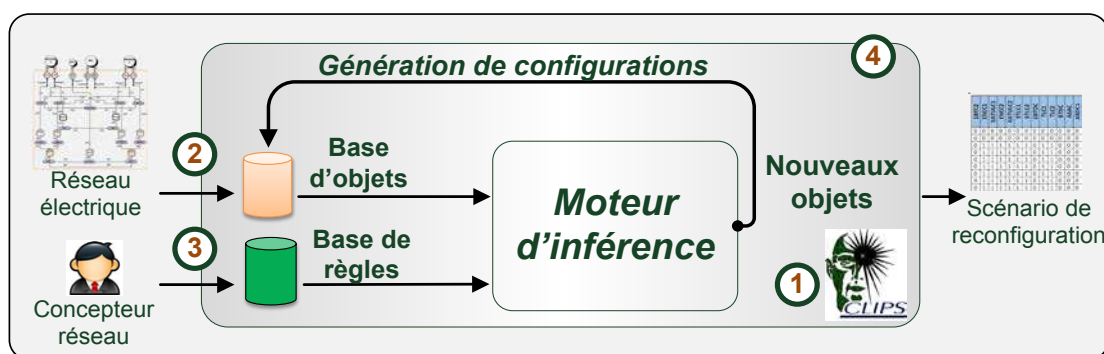 Génération de configurations
4
2
Réseau
électrique
Base
d'objets
Moteur
d'inférence
Nouveaux
objets
Scénario de
reconfiguration
3
Base de
règles
Concepteur
réseau
1
CLIPS